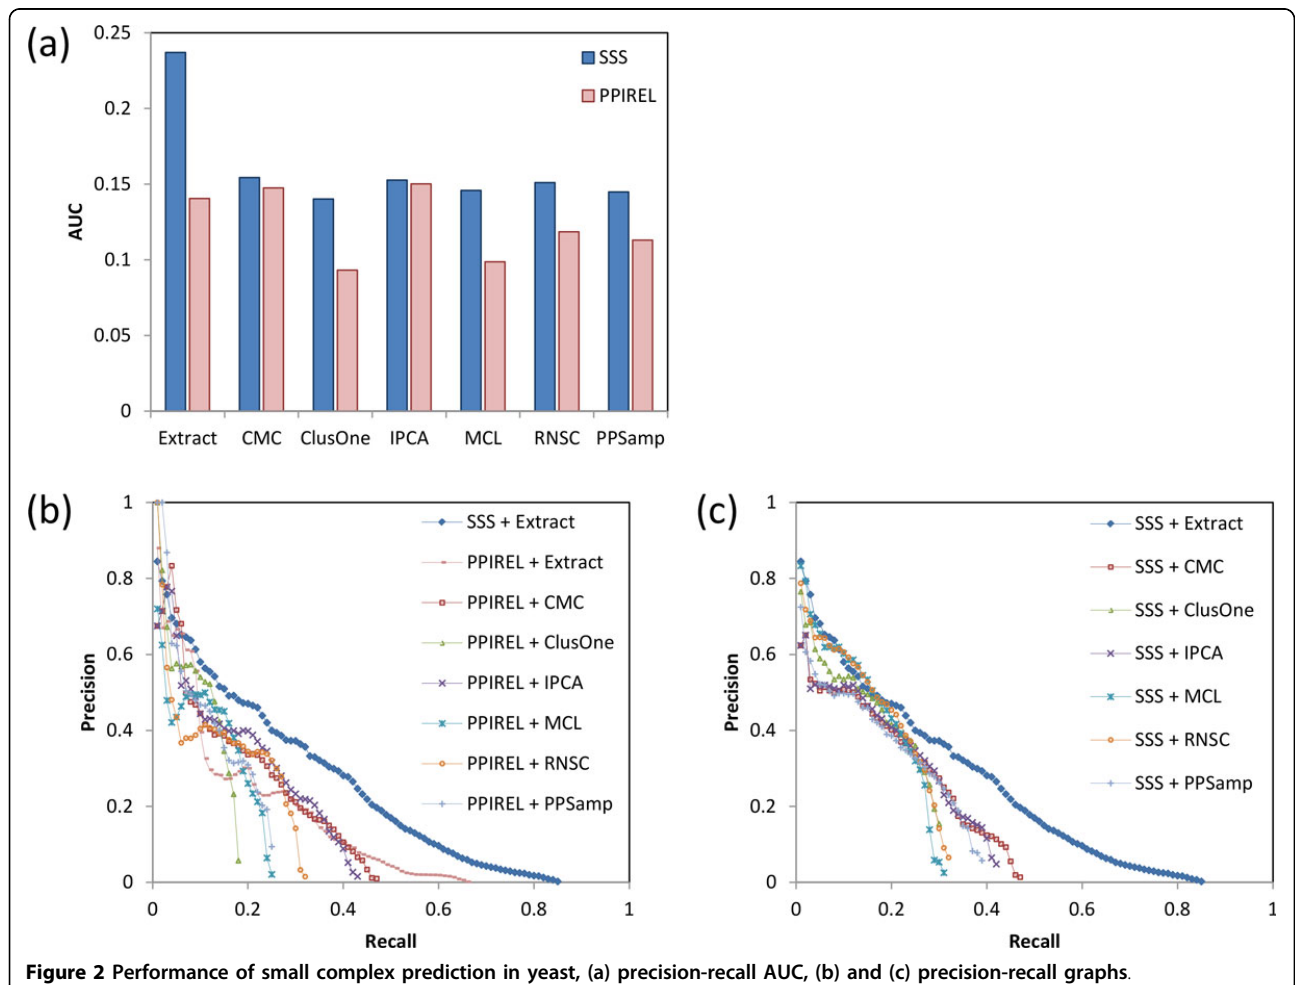 (a)
0.25
0.2
0.15
0.1
0.05
0
AUC
SSS
PPIREL
Extract CMC ClusOne IPCA MCL RNSC PPSamp
(b)
1
0.8
0.6
0.4
0.2
0
Precision
SSS + Extract
PPIREL + Extract
PPIREL + CMC
PPIREL + ClusOne
PPIREL + IPCA
PPIREL + MCL
PPIREL + RNSC
PPIREL + PPSamp
0 0.2 0.4 0.6 0.8 1
Recall
(c)
1
0.8
0.6
0.4
0.2
0
Precision
SSS + Extract
SSS + CMC
SSS + ClusOne
SSS + IPCA
SSS + MCL
SSS + RNSC
SSS + PPSamp
0 0.2 0.4 0.6 0.8 1
Recall
Figure 2 Performance of small complex prediction in yeast, (a) precision-recall AUC, (b) and (c) precision-recall graphs.